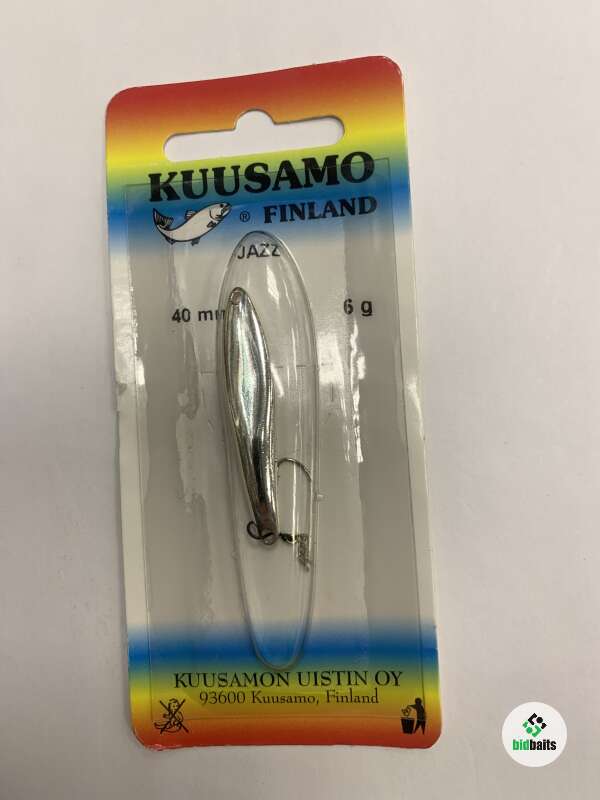 KUUSAMO
® FINLAND
JAZZ
40 mm 6 g
KUUSAMON UISTIN OY
93600 Kuusamo, Finland
bidbaits